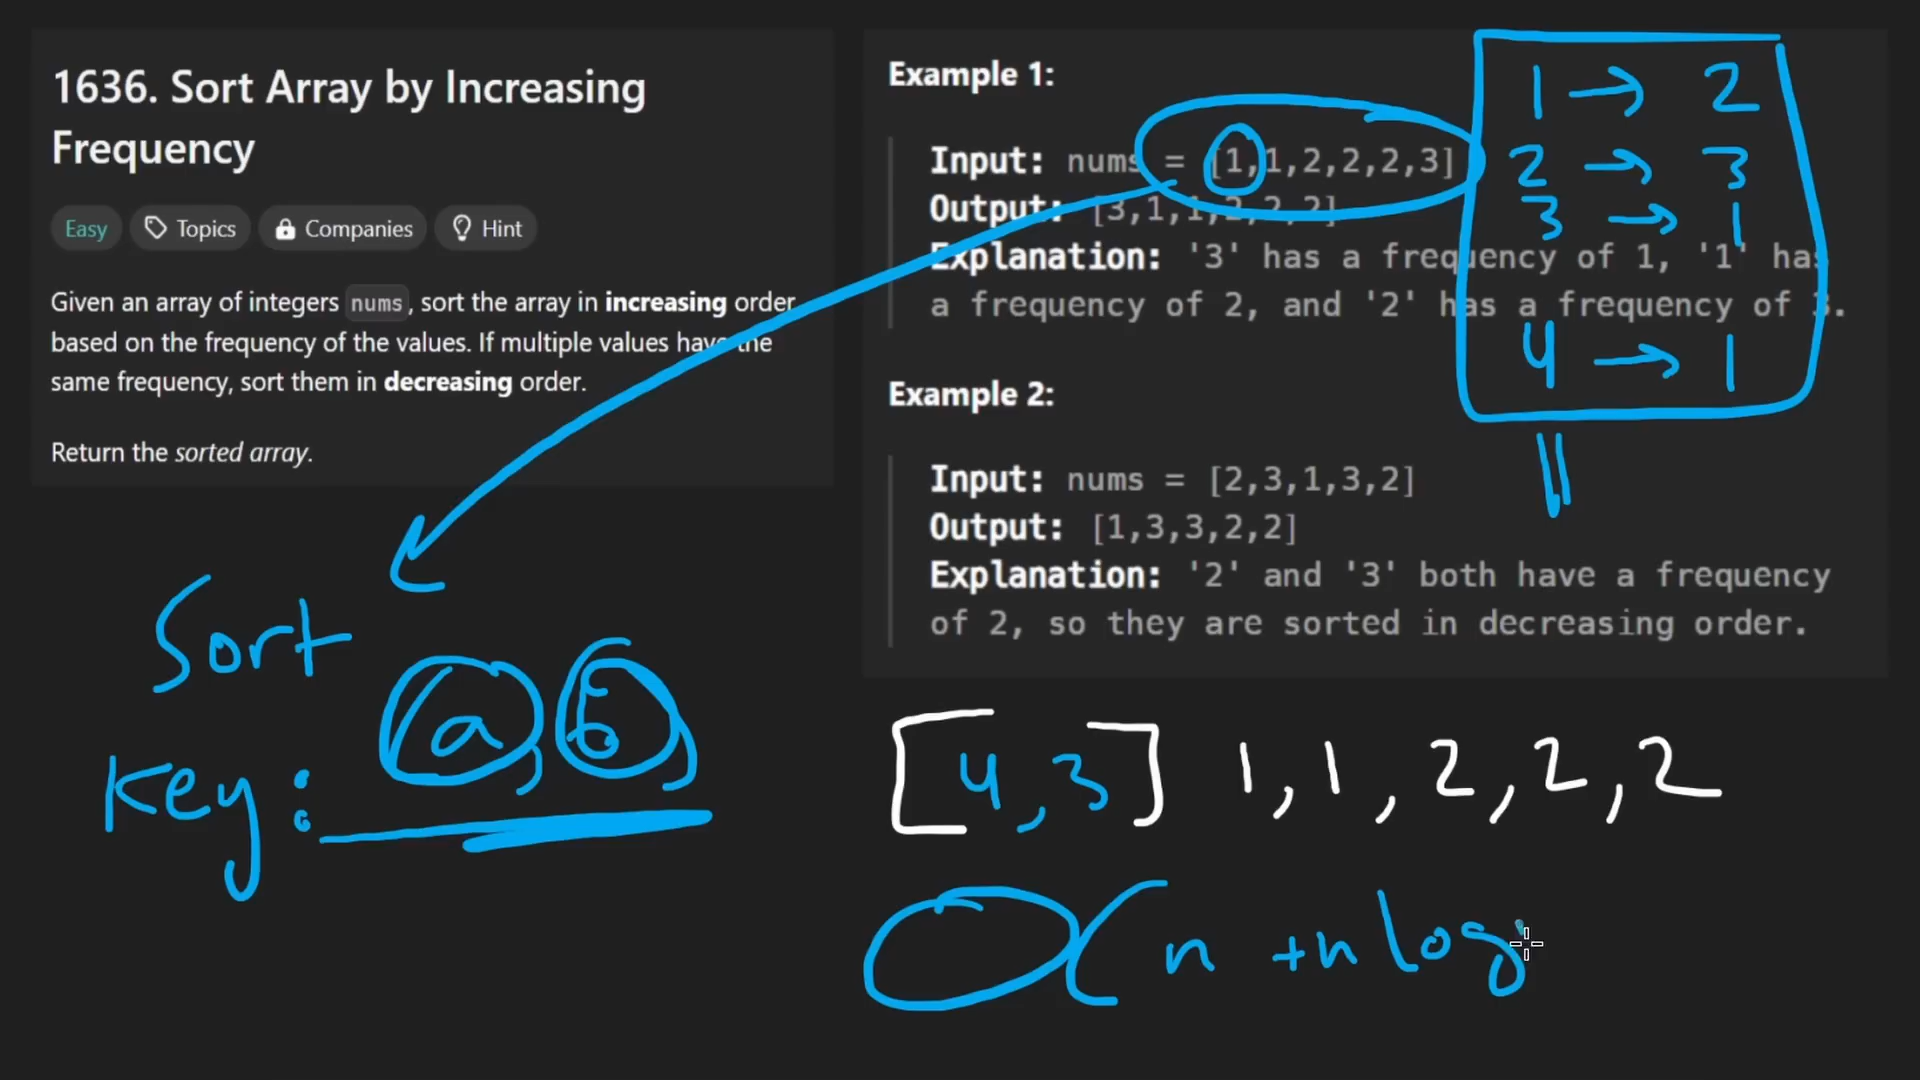 1636. Sort Array by Increasing
Frequency
Easy Topics Companies Hint
Given an array of integers nums, sort the array in increasing order
based on the frequency of the values. If multiple values have the
same frequency, sort them in decreasing order.
Return the sorted array.
Example 1:
Input: nums = [1,1,2,2,2,3]
Output: [3,1,1,2,2,2]
Explanation: '3' has a frequency of 1, '1' has
a frequency of 2, and '2' has a frequency of 3.
Example 2:
Input: nums = [2,3,1,3,2]
Output: [1,3,3,2,2]
Explanation: '2' and '3' both have a frequency
of 2, so they are sorted in decreasing order.
1 → 2
2 → 3
3 → 1
4 → 1
Sort
Key: (a, b)
[4,3] 1,1,2,2,2
O(n +n log